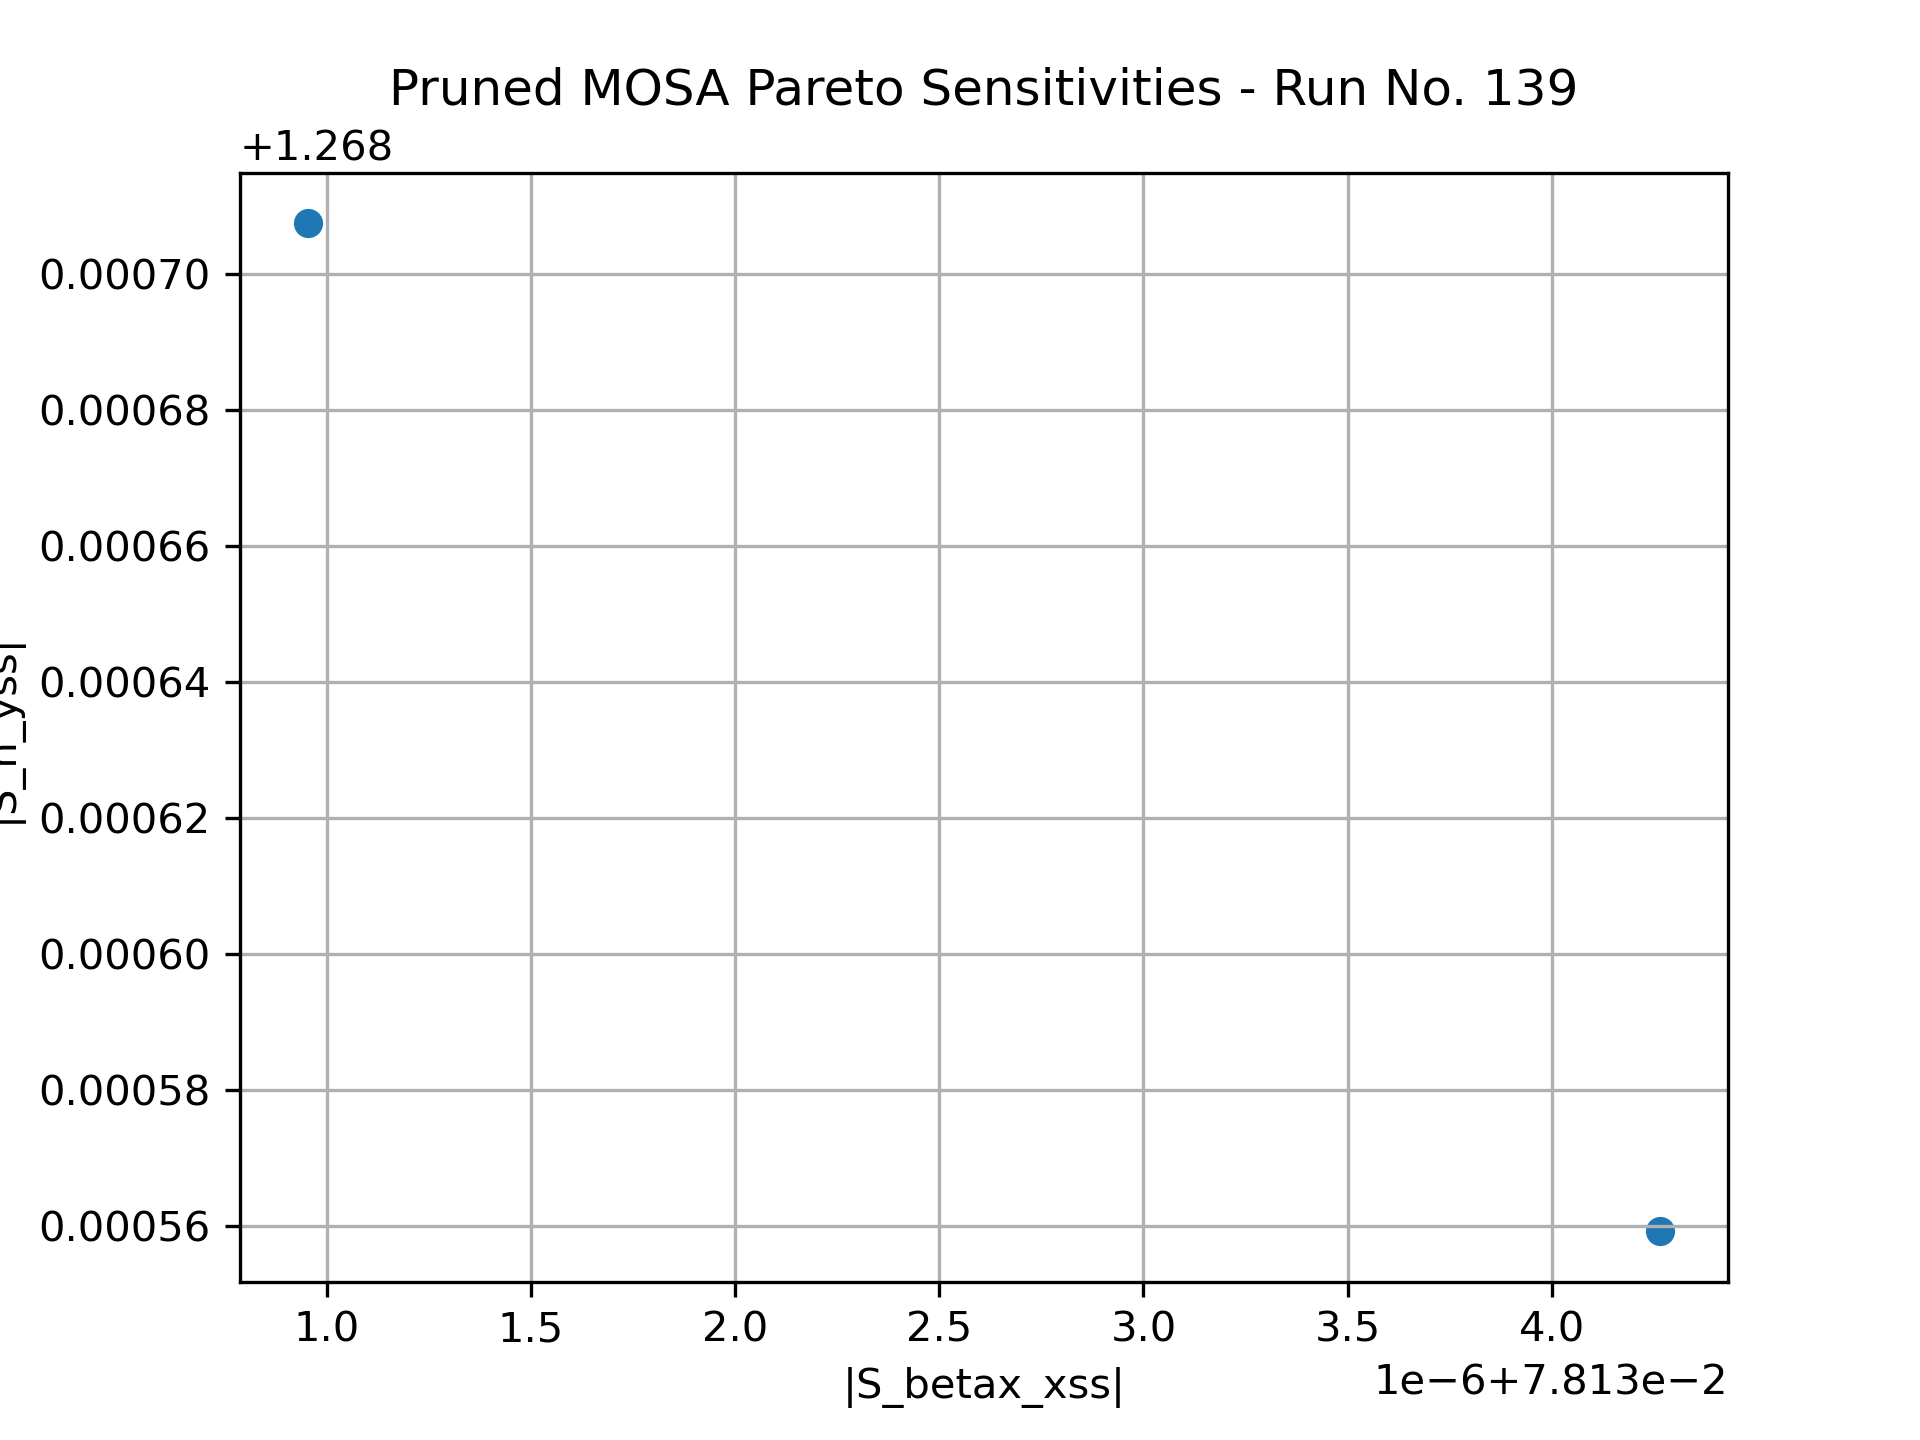 Pruned MOSA Pareto Sensitivities - Run No. 139
+1.268
0.00070
0.00068
0.00066
0.00064
0.00062
0.00060
0.00058
0.00056
1.0 1.5 2.0 2.5 3.0 3.5 4.0
|S_betax_xss|
1e−6+7.813e−2